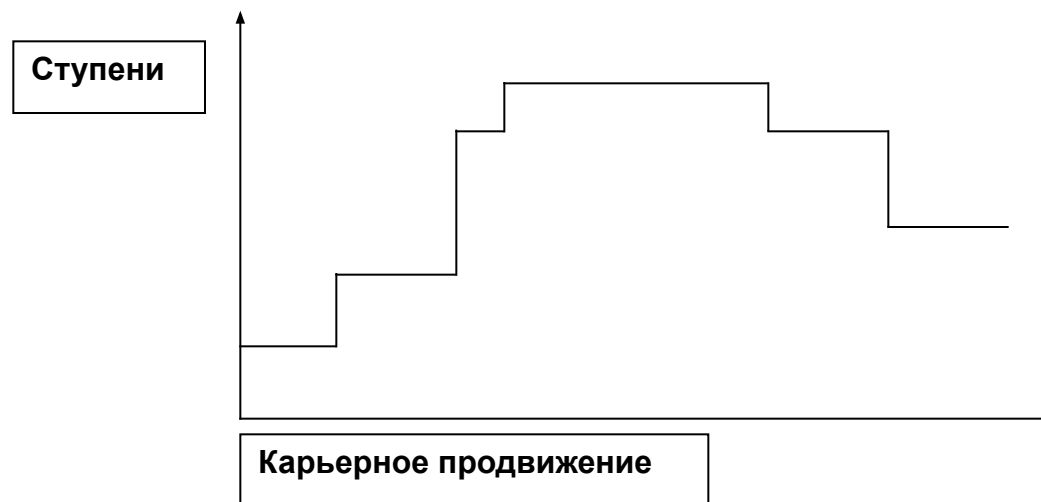 Ступени
Карьерное продвижение